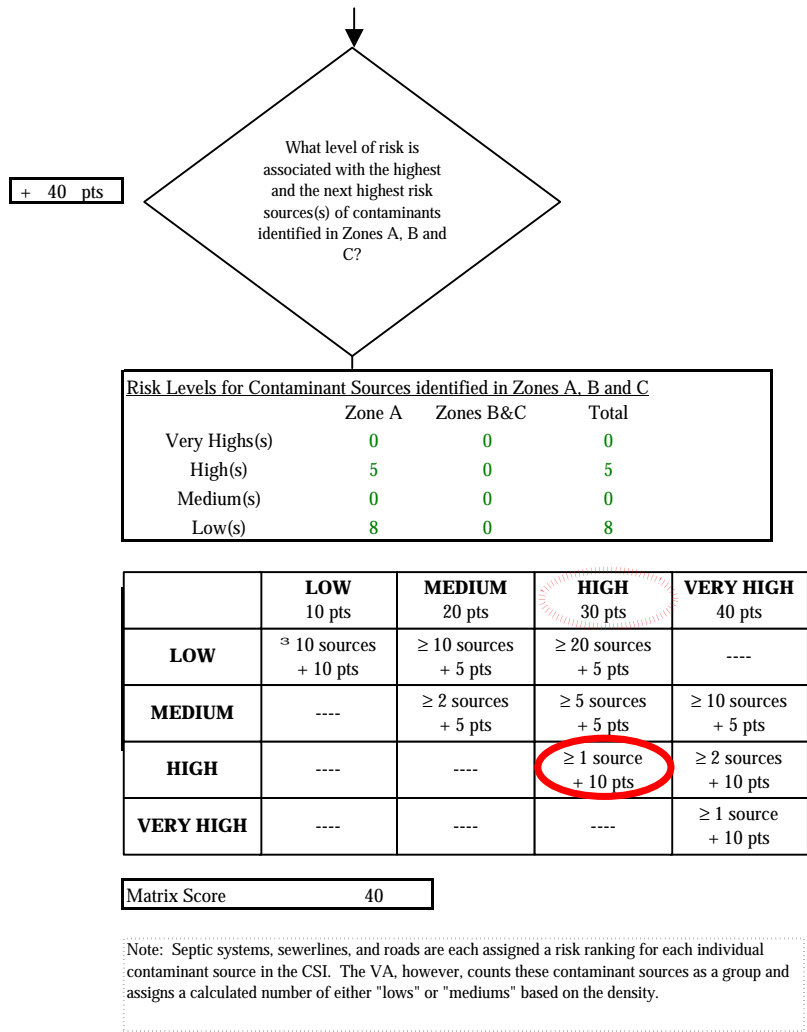 What level of risk is
associated with the highest
and the next highest risk
sources(s) of contaminants
identified in Zones A, B and
C?
+ 40 pts
Risk Levels for Contaminant Sources identified in Zones A, B and C
Zone A Zones B&C Total
Very Highs(s) 0 0 0
High(s) 5 0 5
Medium(s) 0 0 0
Low(s) 8 0 8
LOW MEDIUM HIGH VERY HIGH
10 pts 20 pts 30 pts 40 pts
LOW ³ 10 sources ≥ 10 sources ≥ 20 sources ----
+ 10 pts + 5 pts + 5 pts
MEDIUM ---- ≥ 2 sources ≥ 5 sources ≥ 10 sources
+ 5 pts + 5 pts + 5 pts
HIGH ---- ---- ≥ 1 source ≥ 2 sources
+ 10 pts + 10 pts
VERY HIGH ---- ---- ---- ≥ 1 source
+ 10 pts
Matrix Score 40
Note: Septic systems, sewerlines, and roads are each assigned a risk ranking for each individual
contaminant source in the CSI. The VA, however, counts these contaminant sources as a group and
assigns a calculated number of either "lows" or "mediums" based on the density.